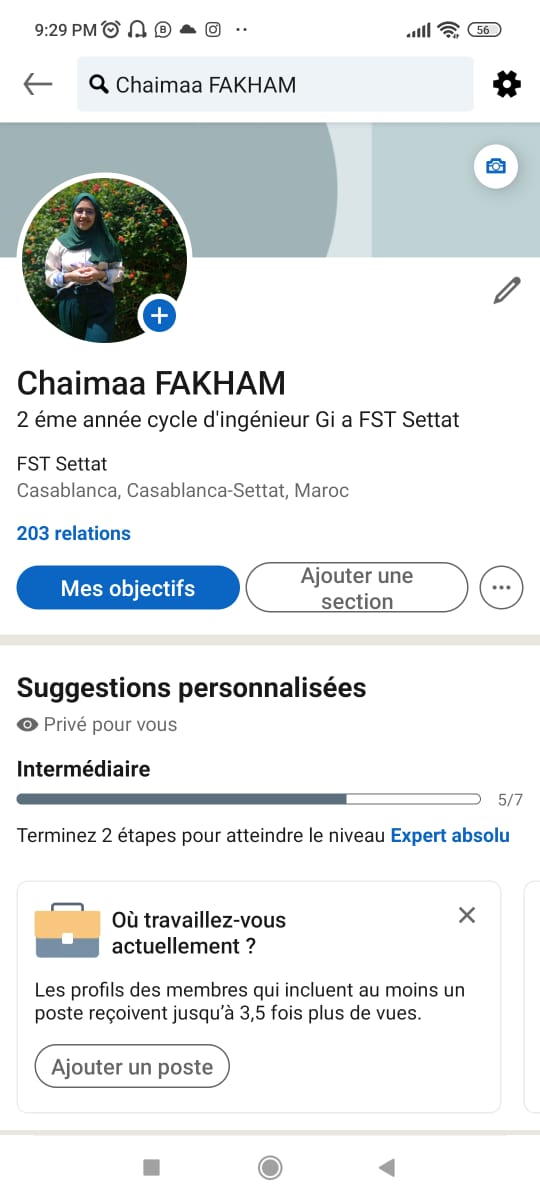 9:29 PM
56
Chaimaa FAKHAM
Chaimaa FAKHAM
2 éme année cycle d'ingénieur Gi a FST Settat
FST Settat
Casablanca, Casablanca-Settat, Maroc
203 relations
Mes objectifs
Ajouter une
section
Suggestions personnalisées
Privé pour vous
Intermédiaire
5/7
Terminez 2 étapes pour atteindre le niveau Expert absolu
Où travaillez-vous
actuellement ?
Les profils des membres qui incluent au moins un
poste reçoivent jusqu'à 3,5 fois plus de vues.
Ajouter un poste